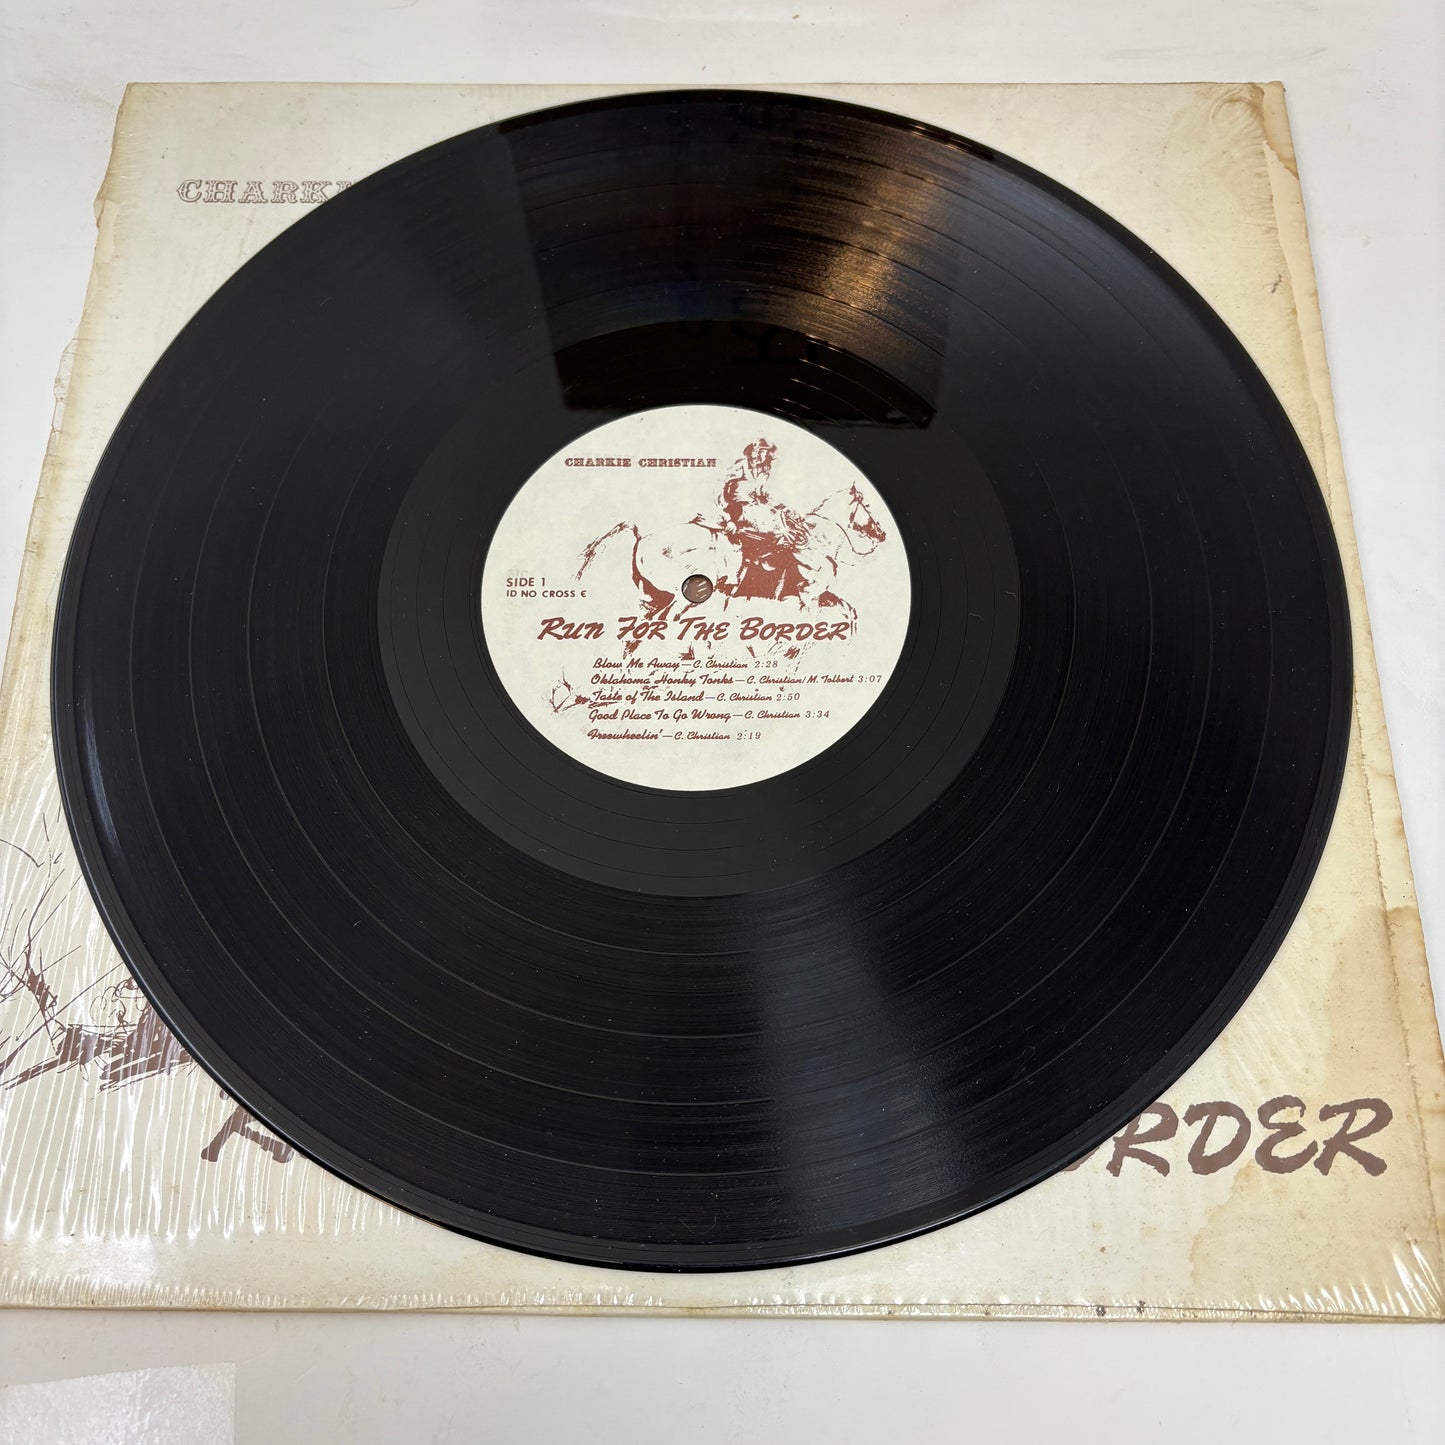 CHARKI
CHARKIE CHRISTIAN
SIDE 1
ID NO CROSS €
RUN FOR THE BORDER
Blow Me Away—C. Christian 2:28
Oklahoma Honky Tonks—C. Christian/M. Tolbert 3:07
Taste of The Island—C. Christian 2:50
Good Place To Go Wrong—C. Christian 3:34
Freewheelin'—C. Christian 2:19
R
ORDER